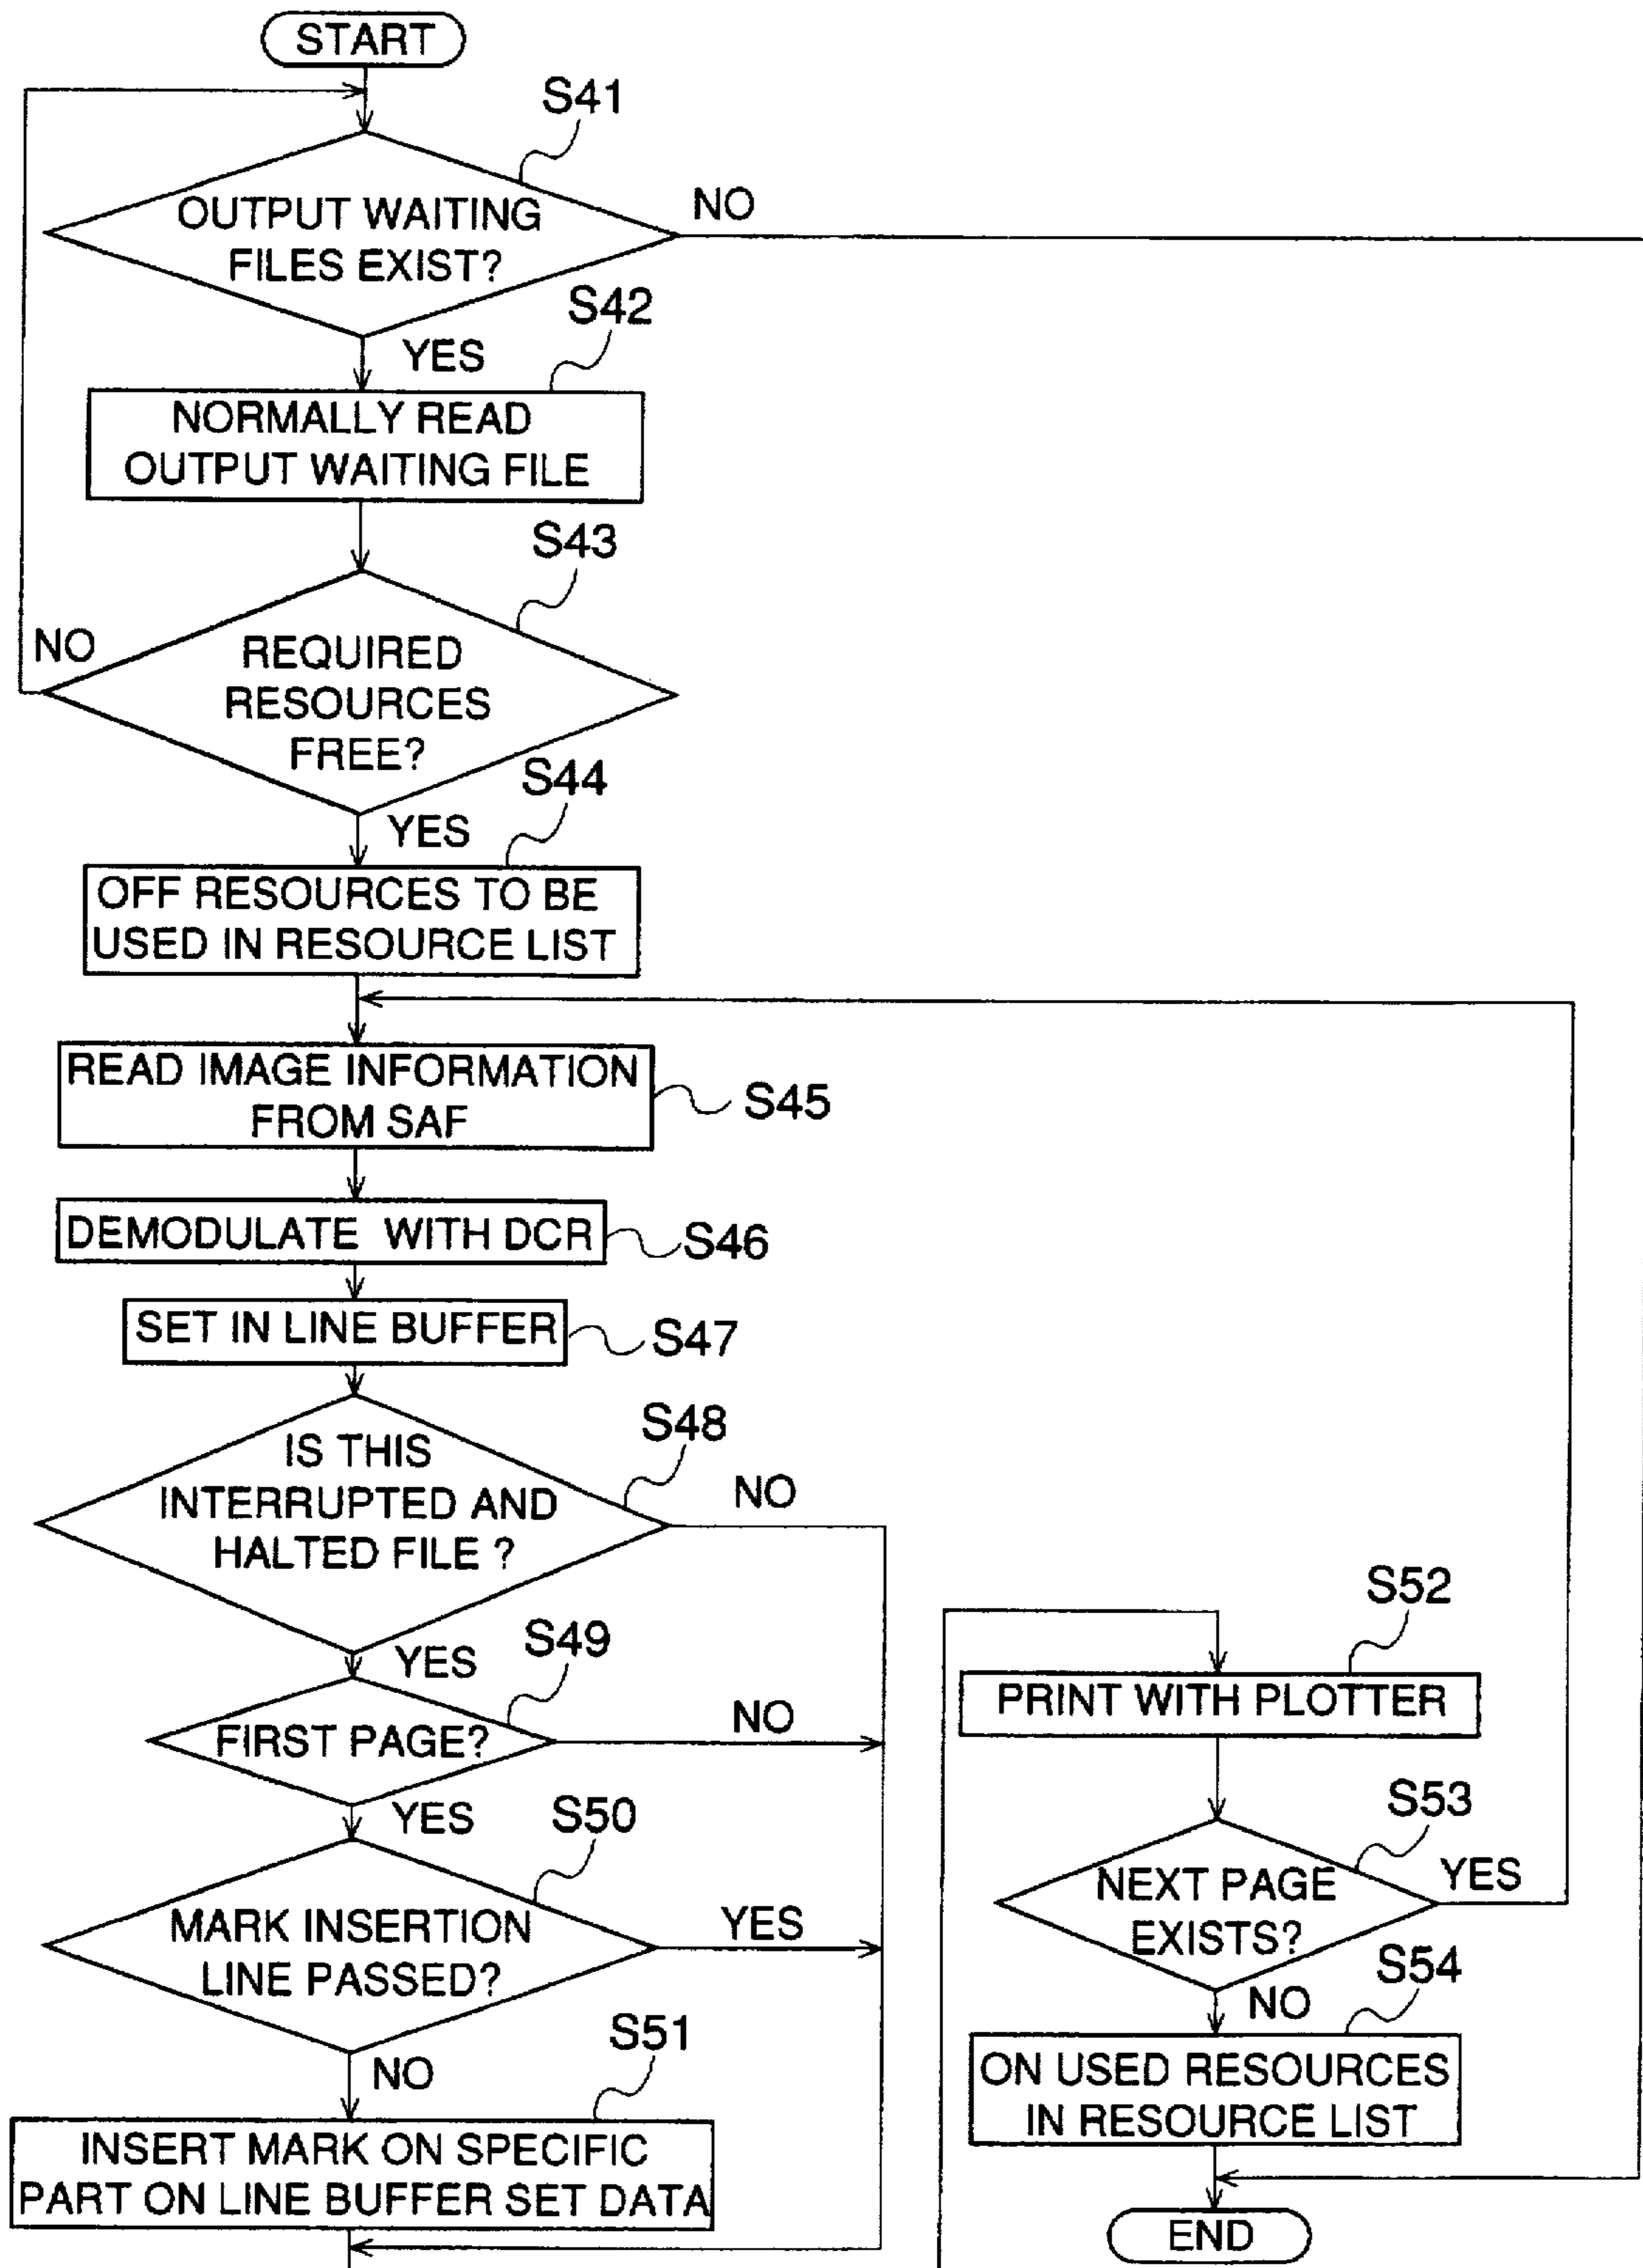 START
S41
OUTPUT WAITING
FILES EXIST?
NO
YES
S42
NORMALLY READ
OUTPUT WAITING FILE
S43
REQUIRED
RESOURCES
FREE?
NO
YES
S44
OFF RESOURCES TO BE
USED IN RESOURCE LIST
READ IMAGE INFORMATION
FROM SAF
S45
DEMODULATE WITH DCR
S46
SET IN LINE BUFFER
S47
S48
IS THIS
INTERRUPTED AND
HALTED FILE ?
NO
YES
S49
FIRST PAGE?
NO
YES
S50
MARK INSERTION
LINE PASSED?
YES
NO
S51
INSERT MARK ON SPECIFIC
PART ON LINE BUFFER SET DATA
S52
PRINT WITH PLOTTER
S53
NEXT PAGE
EXISTS?
YES
NO
S54
ON USED RESOURCES
IN RESOURCE LIST
END